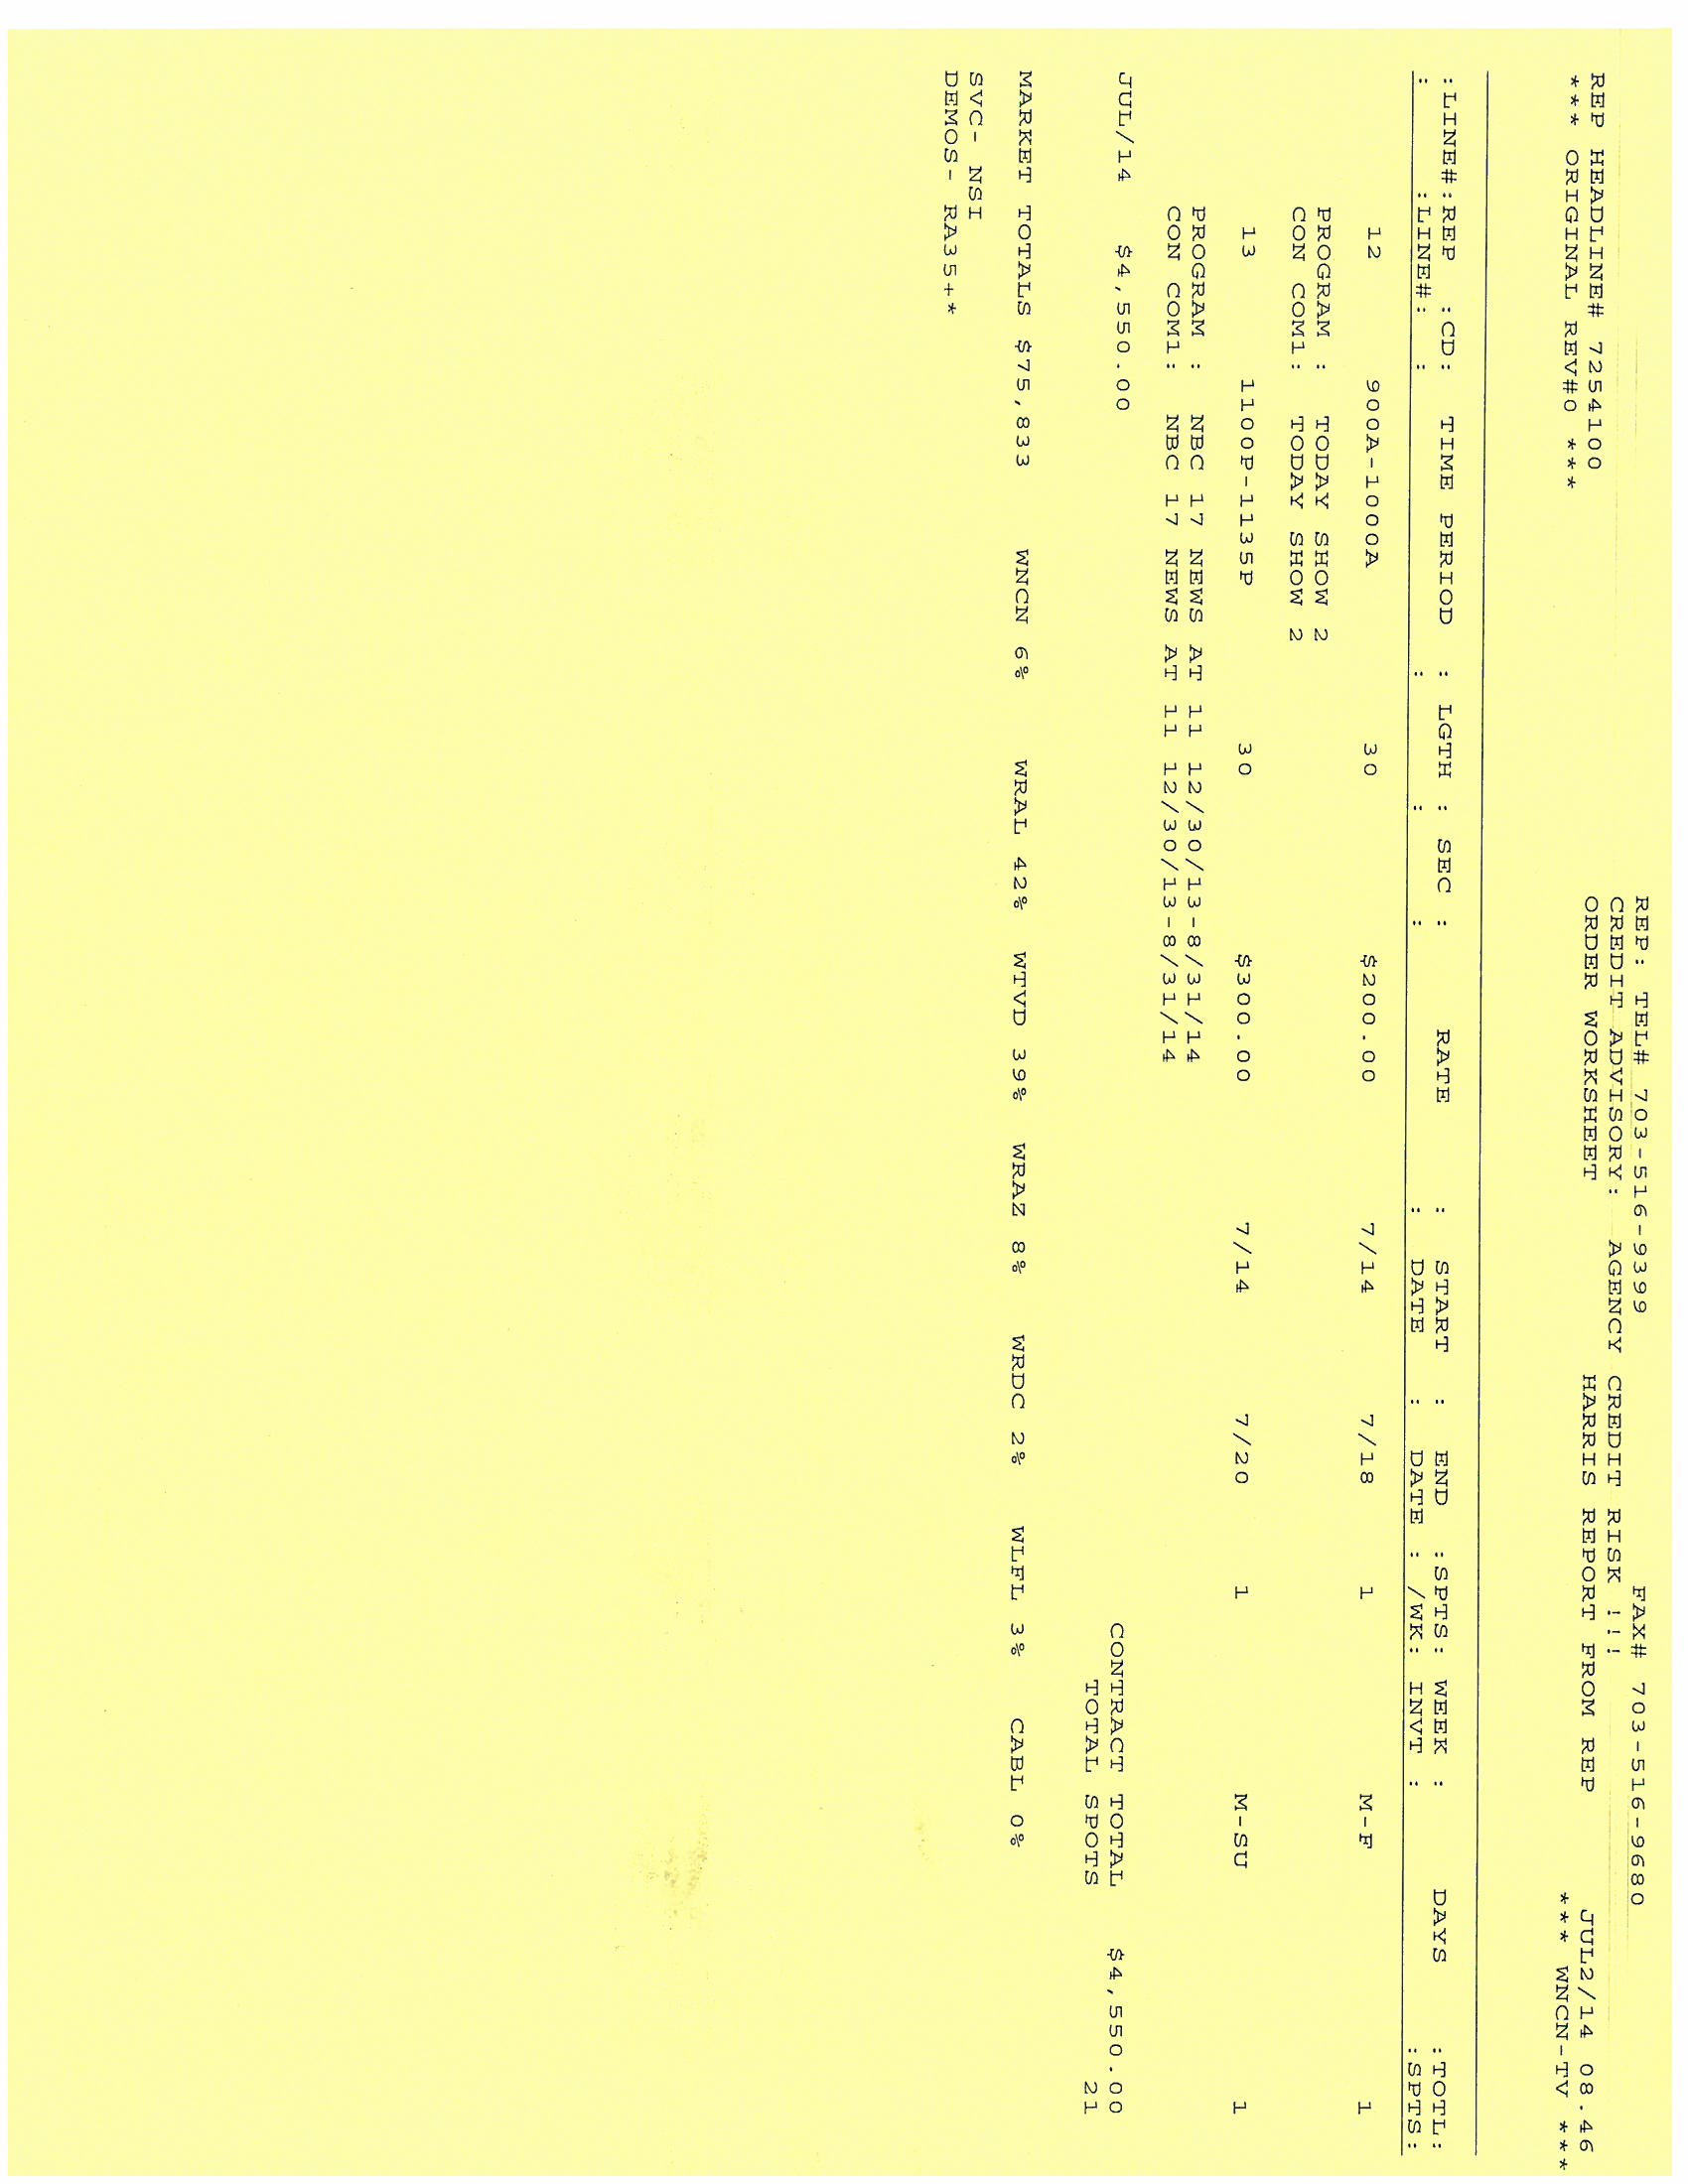 REP: TEL# 703-516-9399 FAX# 703-516-9680
CREDIT ADVISORY: AGENCY CREDIT RISK !!!
REP HEADLINE# 7254100 ORDER WORKSHEET HARRIS REPORT FROM REP JUL2/14 08.46
*** ORIGINAL REV#0 *** *** WNCN-TV ***
:LINE#:REP :CD: TIME PERIOD : LGTH : SEC : RATE : START : END :SPTS: WEEK : DAYS :TOTL:
: :LINE#: : : : : : DATE : DATE : /WK: INVT : :SPTS:
12 900A-1000A 30 $200.00 7/14 7/18 1 M-F 1
PROGRAM : TODAY SHOW 2
CON COM1: TODAY SHOW 2
13 1100P-1135P 30 $300.00 7/14 7/20 1 M-SU 1
PROGRAM : NBC 17 NEWS AT 11 12/30/13-8/31/14
CON COM1: NBC 17 NEWS AT 11 12/30/13-8/31/14
JUL/14 $4,550.00 CONTRACT TOTAL $4,550.00
TOTAL SPOTS 21
MARKET TOTALS $75,833 WNCN 6% WRAL 42% WTVD 39% WRAZ 8% WRDC 2% WLFL 3% CABL 0%
SVC- NSI
DEMOS- RA35+*